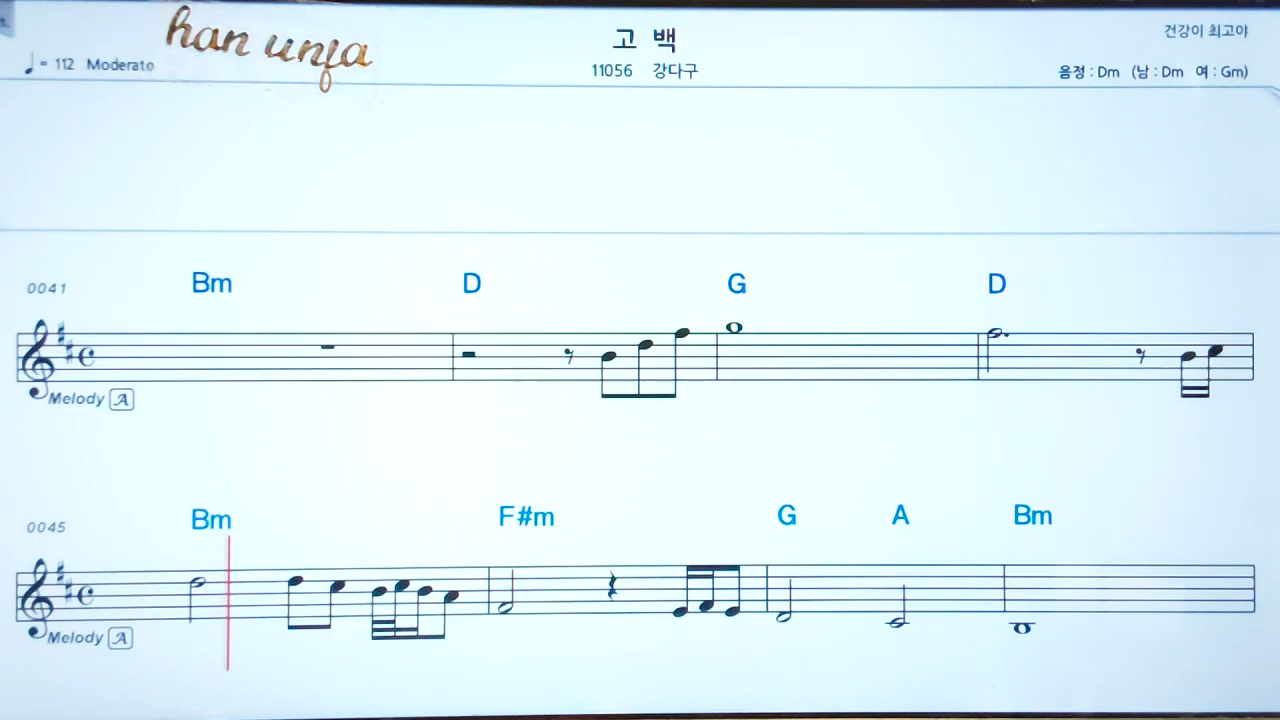 han unja
고 백
건강이 최고야
♩= 112 Moderato
11056 강다구
음정 : Dm (남 : Dm 여 : Gm)
0041 Bm D G D
Melody A
0045 Bm F#m G A Bm
Melody A